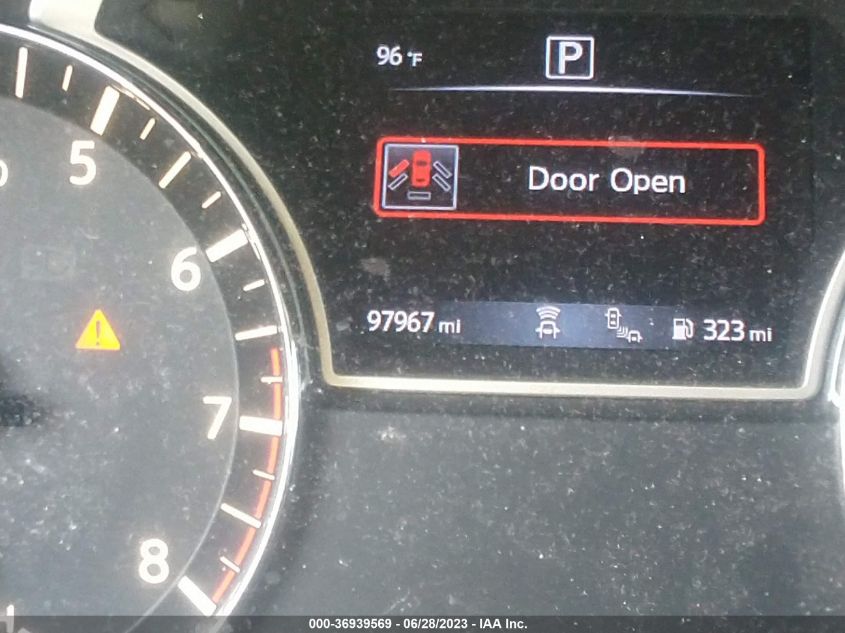 96 °F
P
Door Open
97967 mi
323 mi
5
6
7
8
000-36939569 - 06/28/2023 - IAA Inc.